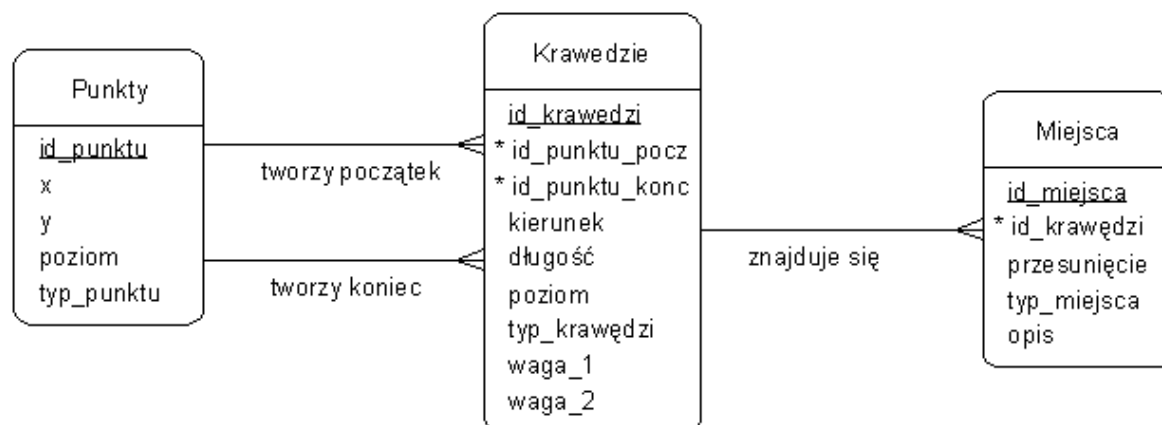 Punkty
id_punktu
x
y
poziom
typ_punktu
tworzy początek
tworzy koniec
Krawedzie
id_krawedzi
* id_punktu_pocz
* id_punktu_konc
kierunek
długość
poziom
typ_krawędzi
waga_1
waga_2
znajduje się
Miejsca
id_miejsca
* id_krawędzi
przesunięcie
typ_miejsca
opis